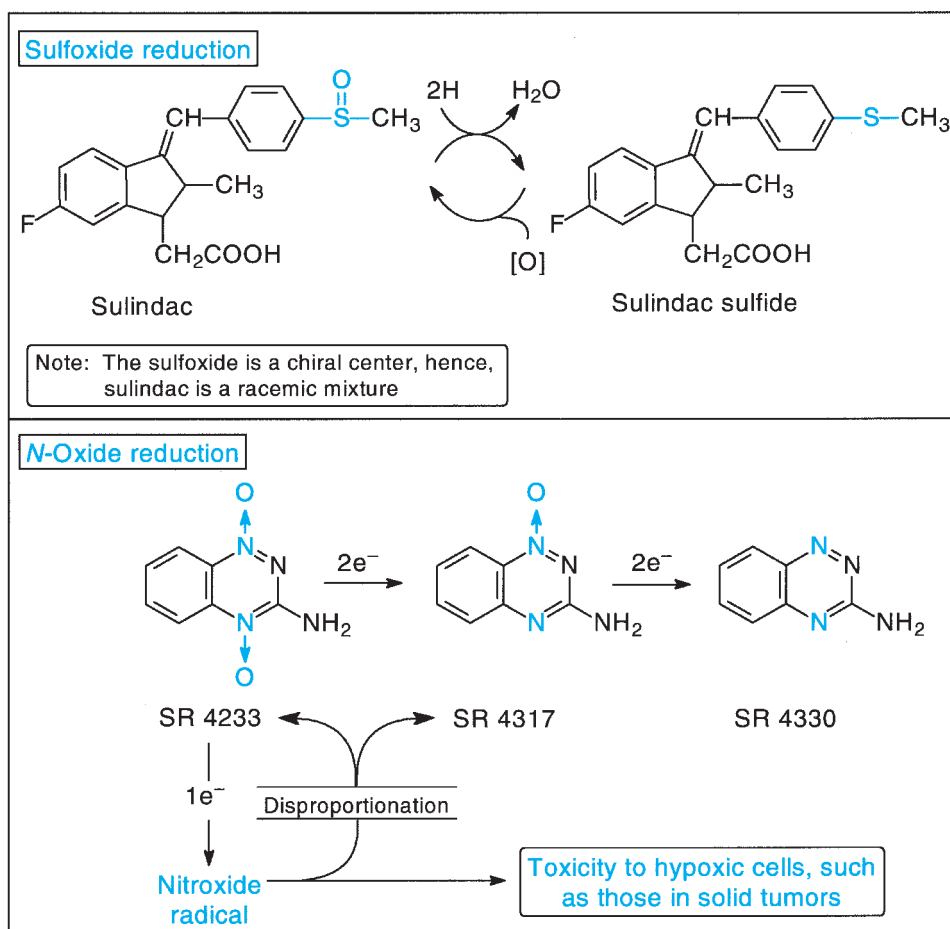 Sulfoxide reduction
O
S
CH
CH₃
CH₃
F
CH₂COOH
Sulindac
2H
H₂O
[O]
CH
S
CH₃
CH₃
F
CH₂COOH
Sulindac sulfide
Note: The sulfoxide is a chiral center, hence,
sulindac is a racemic mixture
N-Oxide reduction
O
N
N
N
NH₂
O
SR 4233
2e⁻
O
N
N
N
NH₂
SR 4317
2e⁻
N
N
N
NH₂
SR 4330
1e⁻
Disproportionation
Nitroxide
radical
Toxicity to hypoxic cells, such
as those in solid tumors